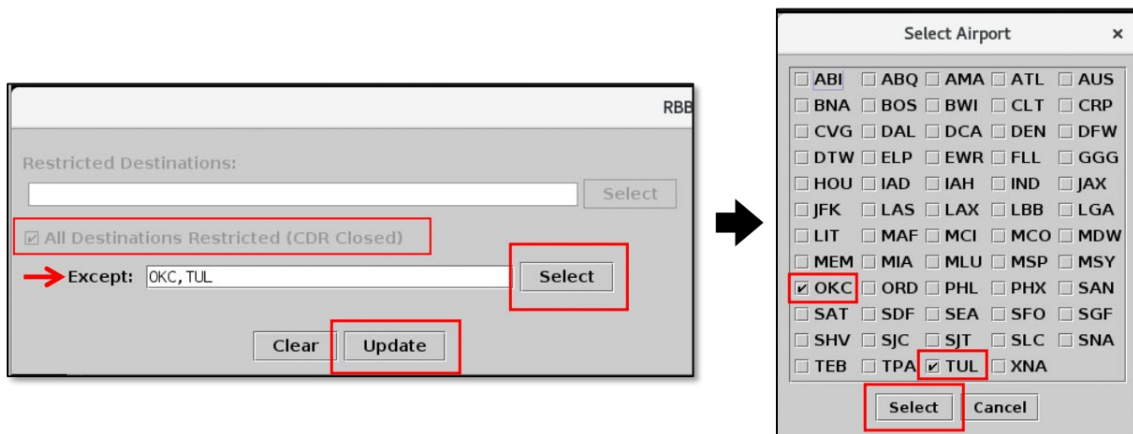 RBB
Restricted Destinations:
Select
All Destinations Restricted (CDR Closed)
Except: OKC,TUL Select
Clear Update
Select Airport ×
ABI ABQ AMA ATL AUS
BNA BOS BWI CLT CRP
CVG DAL DCA DEN DFW
DTW ELP EWR FLL GGG
HOU IAD IAH IND JAX
JFK LAS LAX LBB LGA
LIT MAF MCI MCO MDW
MEM MIA MLU MSP MSY
OKC ORD PHL PHX SAN
SAT SDF SEA SFO SGF
SHV SJC SJT SLC SNA
TEB TPA TUL XNA
Select Cancel